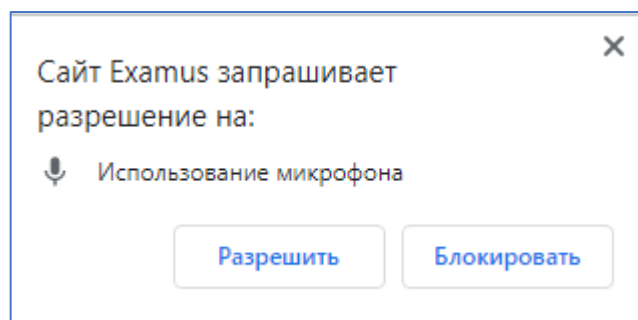 Сайт Examus запрашивает
разрешение на:
Использование микрофона
Разрешить
Блокировать